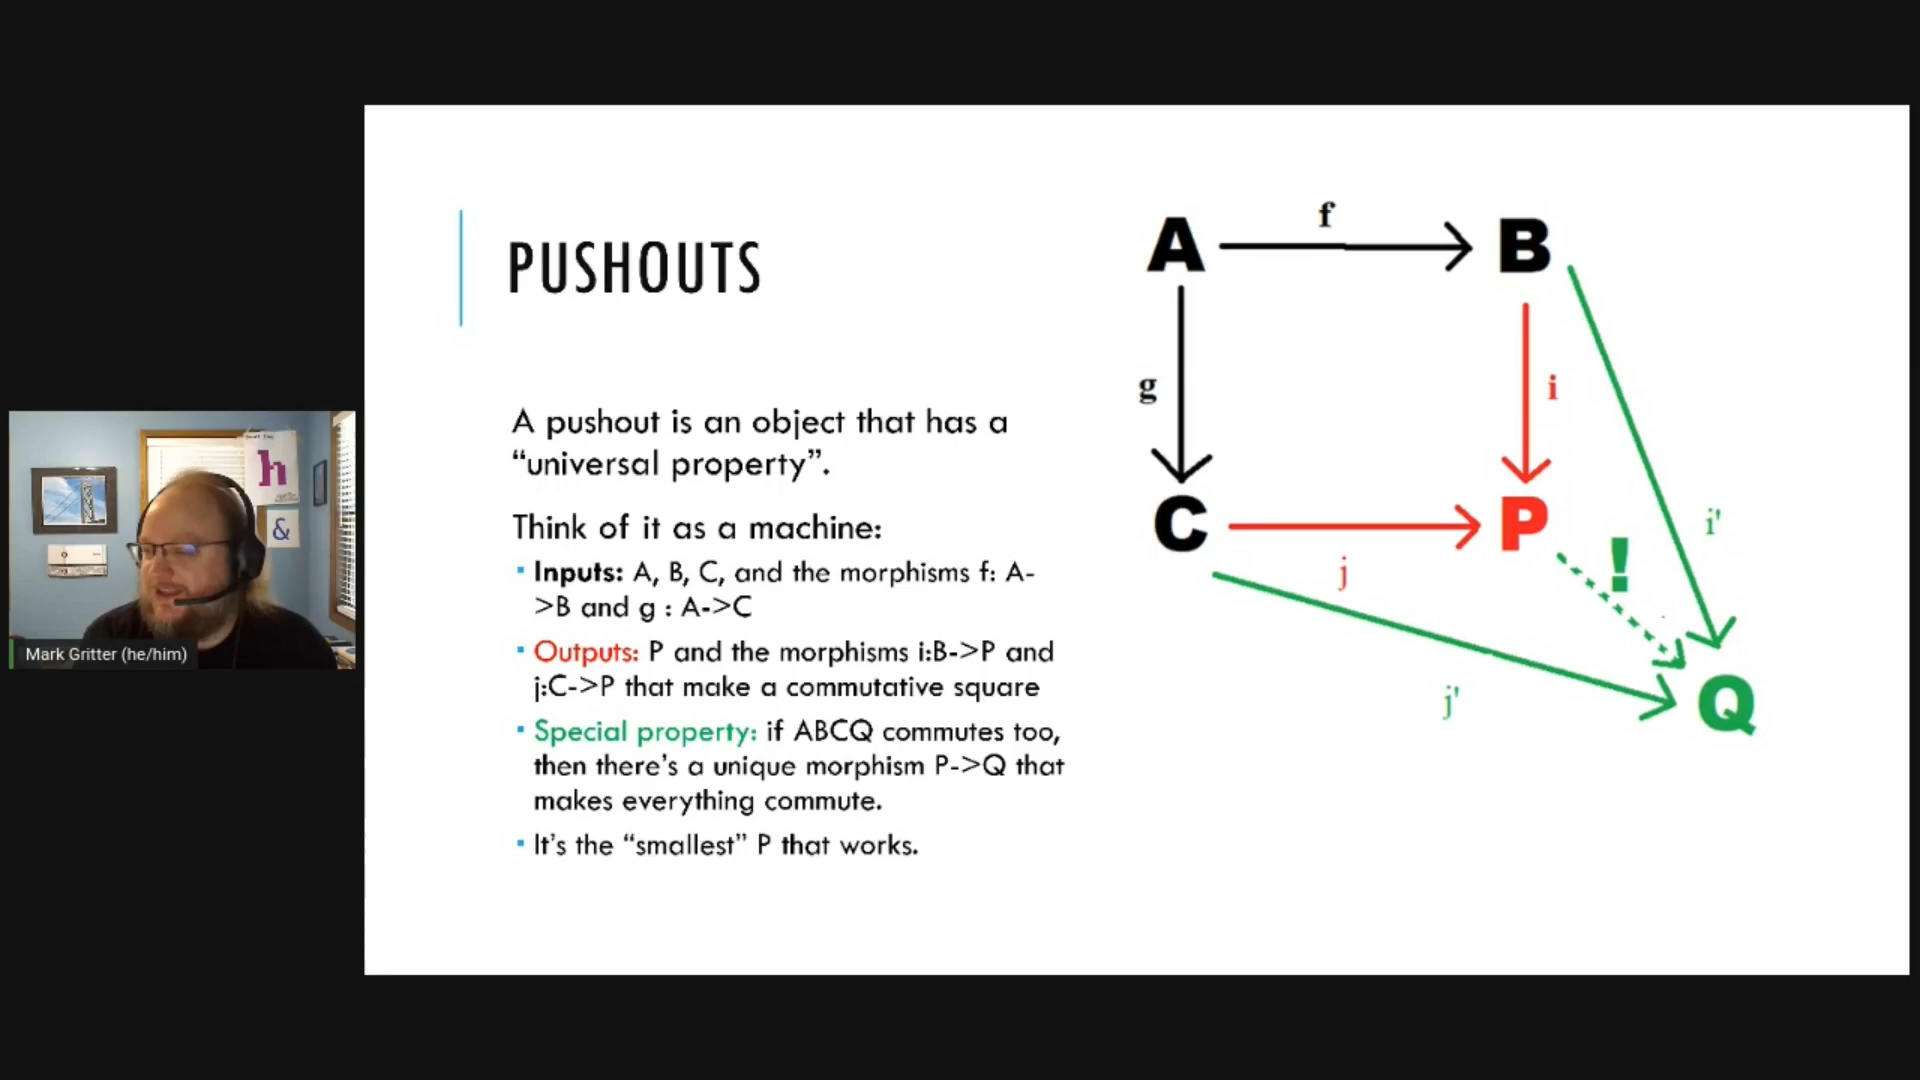 PUSHOUTS
A pushout is an object that has a
“universal property”.
Think of it as a machine:
▪ Inputs: A, B, C, and the morphisms f: A-
>B and g : A->C
▪ Outputs: P and the morphisms i:B->P and
j:C->P that make a commutative square
▪ Special property: if ABCQ commutes too,
then there’s a unique morphism P->Q that
makes everything commute.
▪ It’s the “smallest” P that works.
f
A
B
g
i
C
P
j
!
i'
j'
Q
h
&
Mark Gritter (he/him)